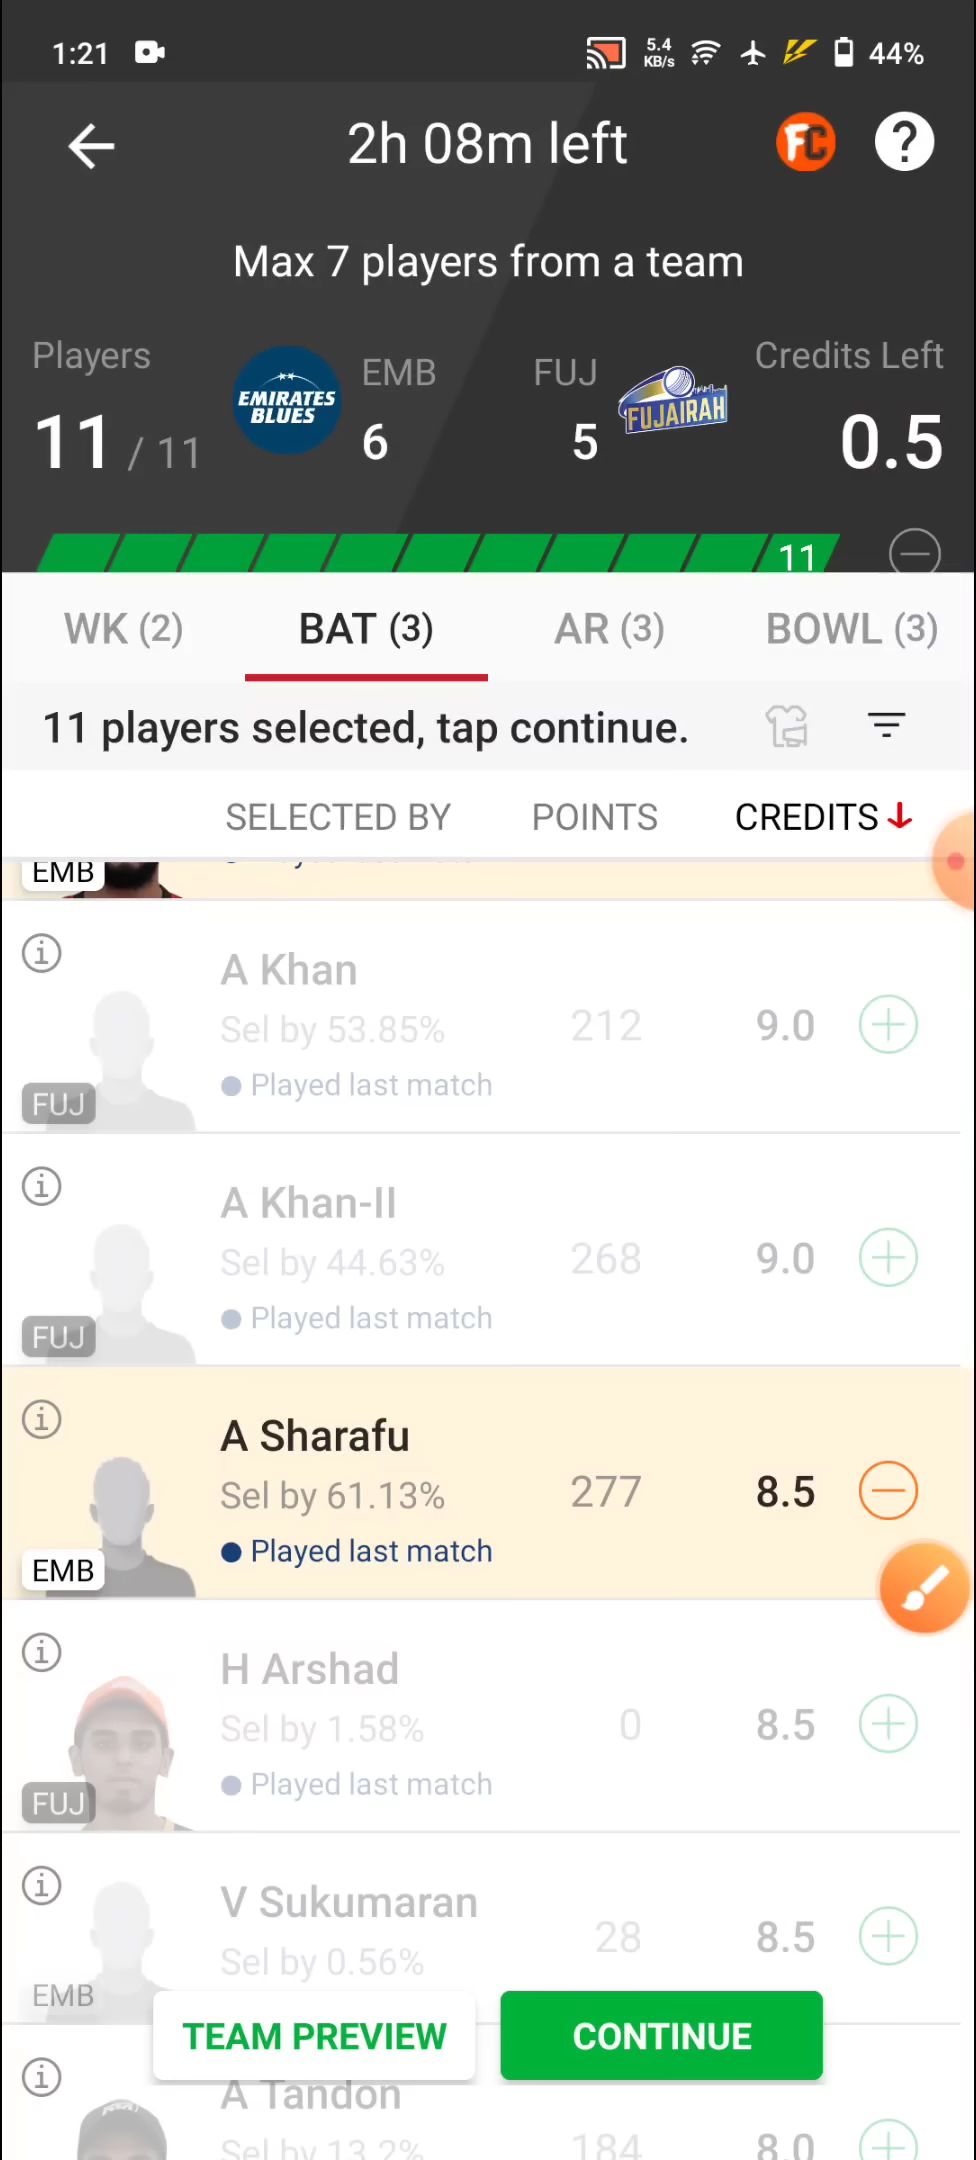 1:21 5.4 KB/s 44%
2h 08m left FC ?
Max 7 players from a team
Players EMB FUJ Credits Left
EMIRATES BLUES FUJAIRAH
11 / 11 6 5 0.5
11
WK (2) BAT (3) AR (3) BOWL (3)
11 players selected, tap continue.
SELECTED BY POINTS CREDITS
EMB
A Khan
Sel by 53.85% 212 9.0
Played last match
FUJ
A Khan-II
Sel by 44.63% 268 9.0
Played last match
FUJ
A Sharafu
Sel by 61.13% 277 8.5
Played last match
EMB
H Arshad
Sel by 1.58% 0 8.5
Played last match
FUJ
V Sukumaran
Sel by 0.56% 28 8.5
EMB
TEAM PREVIEW CONTINUE
A Tandon
Sel by 13.2% 184 8.0